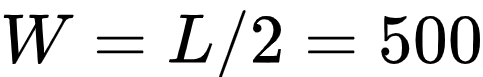 W = L/2 = 500